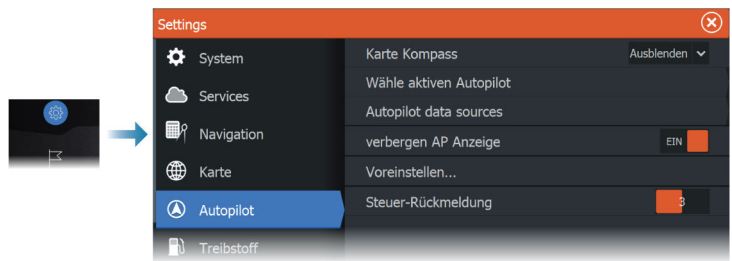 Settings
System
Services
Navigation
Karte
Autopilot
Treibstoff
Karte Kompass Ausblenden
Wähle aktiven Autopilot
Autopilot data sources
verbergen AP Anzeige EIN
Voreinstellen...
Steuer-Rückmeldung 3